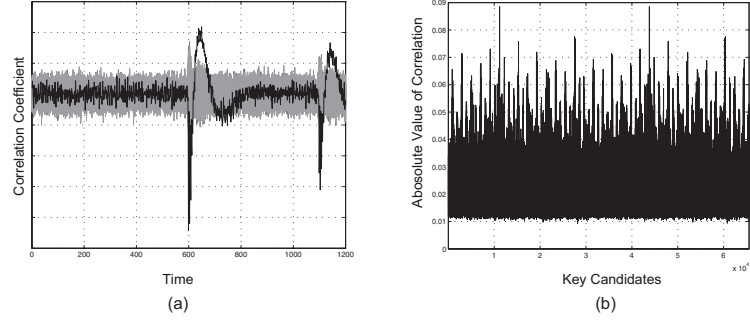 Correlation Coefficient
0 200 400 600 800 1000 1200
Time
(a)
Abosolute Value of Correlation
0.09
0.08
0.07
0.06
0.05
0.04
0.03
0.02
0.01
0
1 2 3 4 5 6
x 10⁴
Key Candidates
(b)